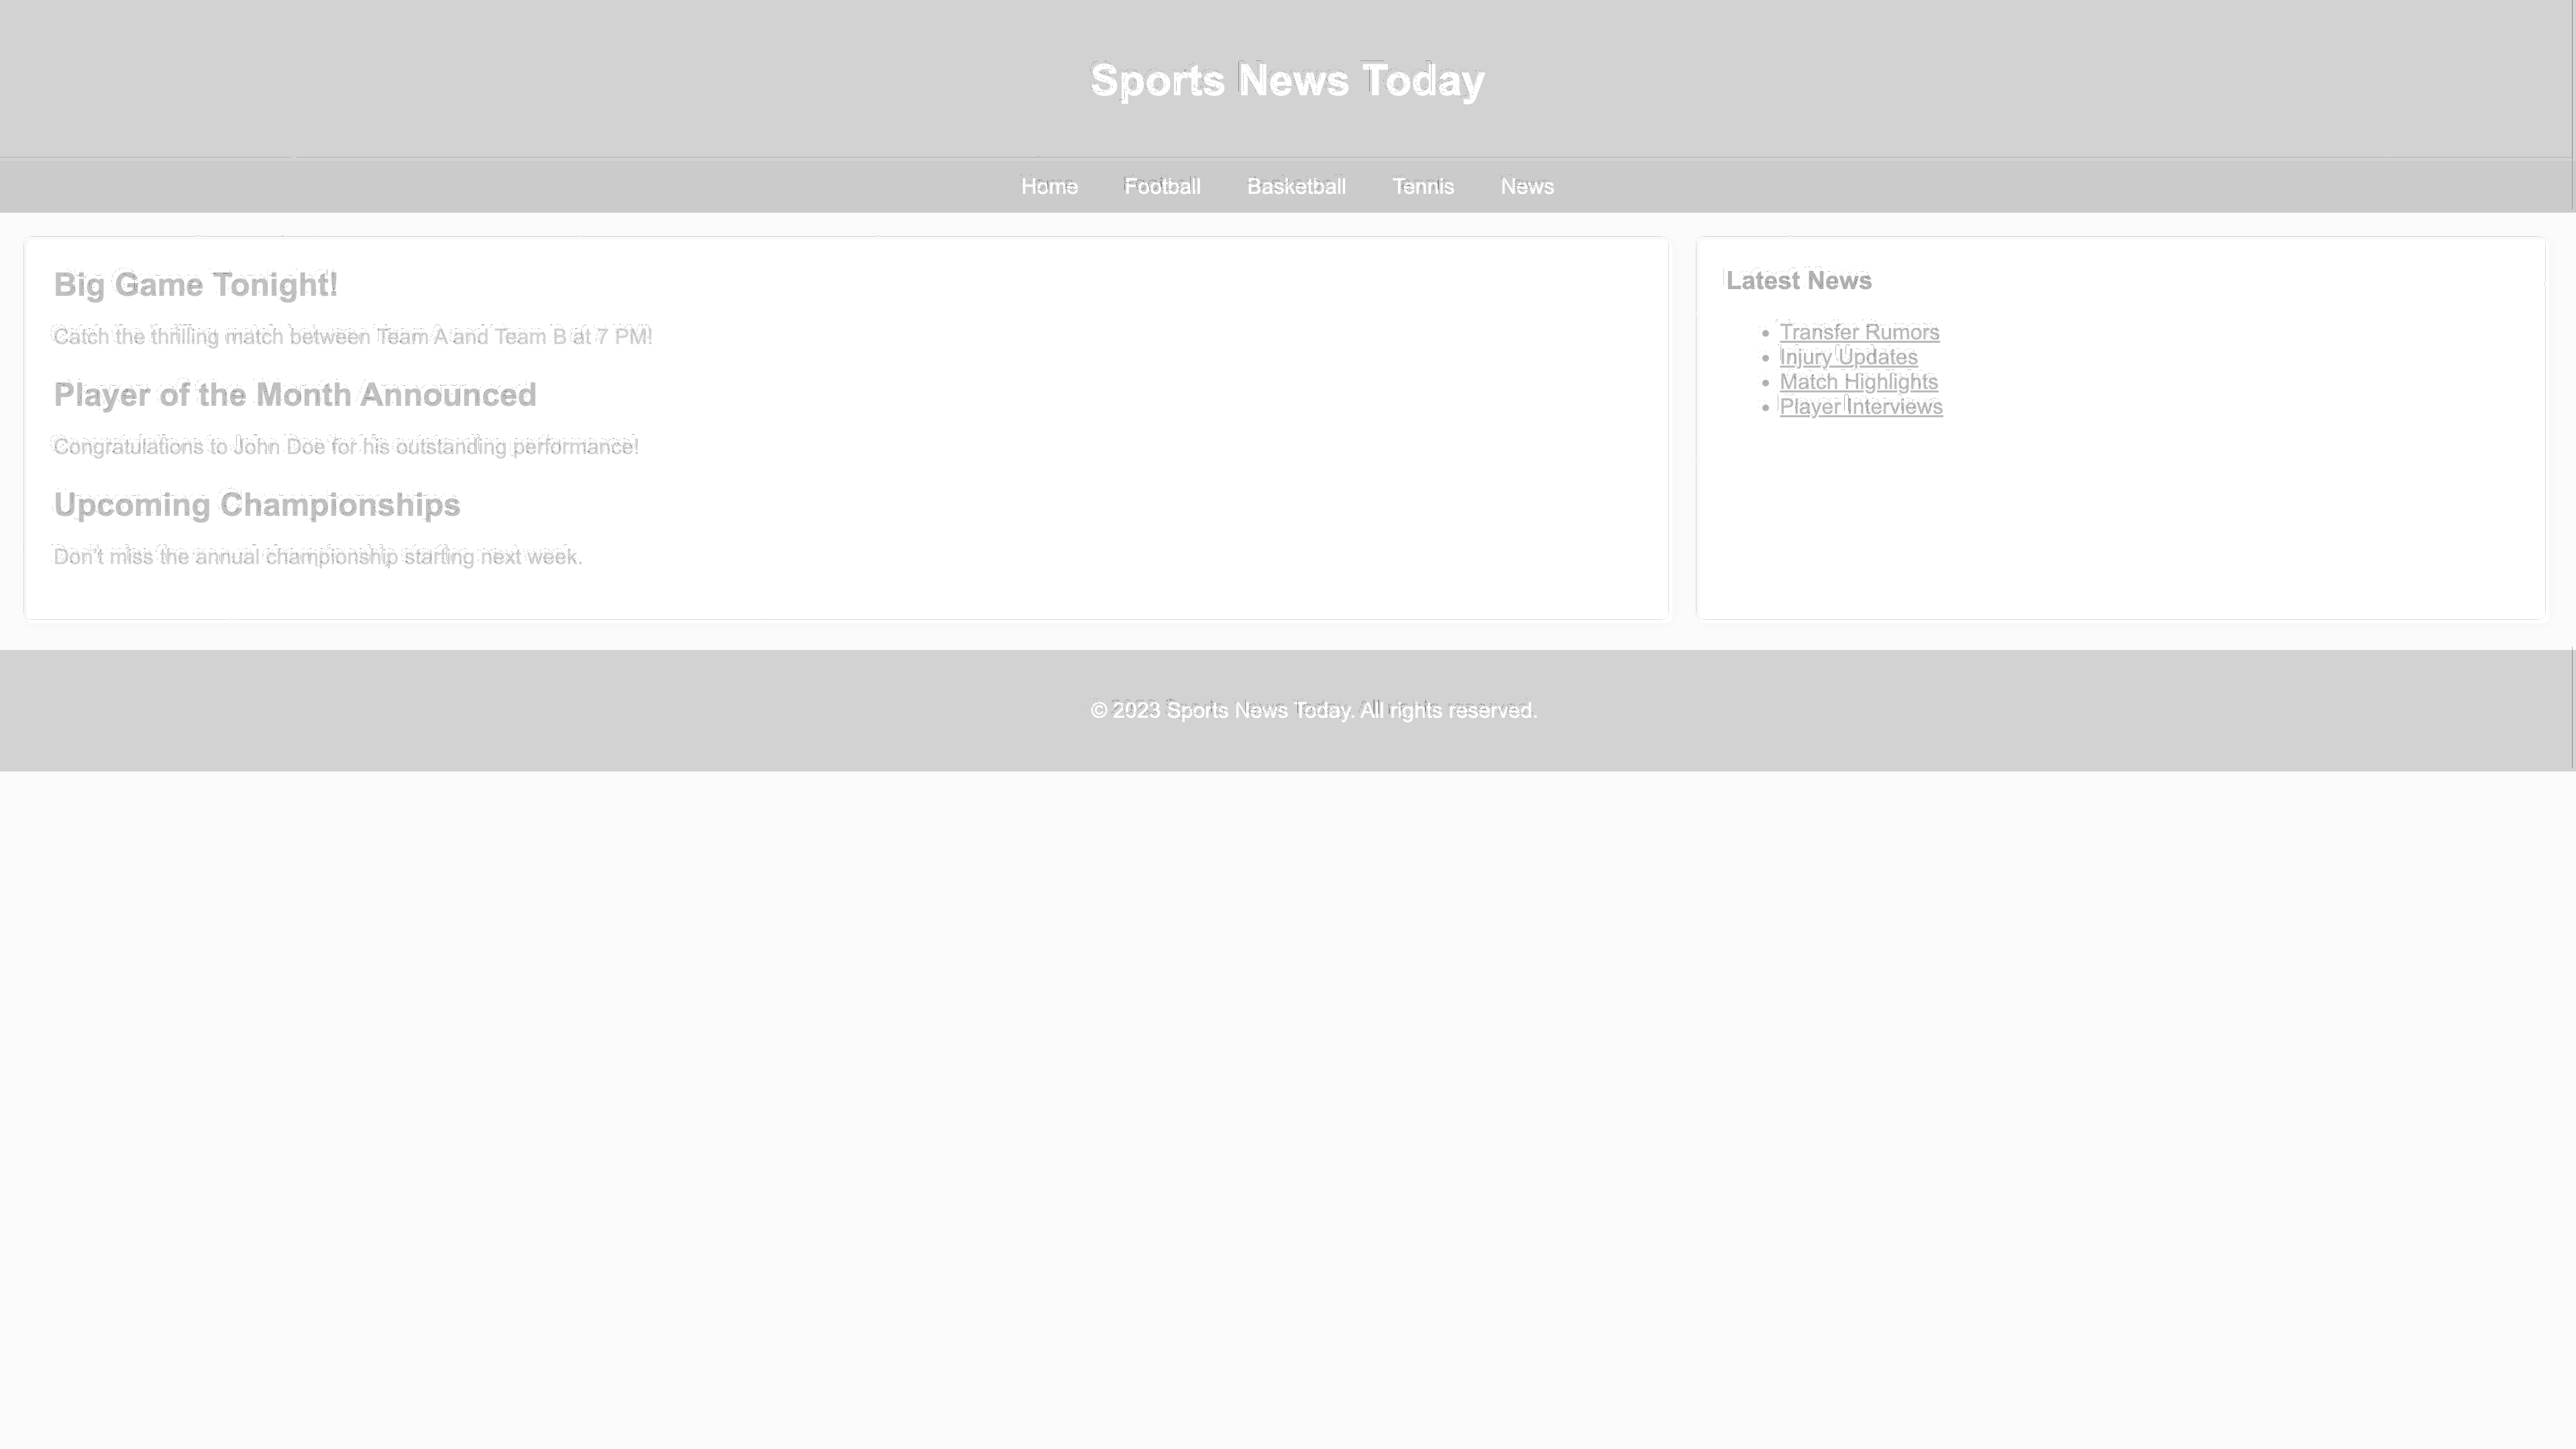 Sports News Today
Home Football Basketball Tennis News
Big Game Tonight!
Catch the thrilling match between Team A and Team B at 7 PM!
Player of the Month Announced
Congratulations to John Doe for his outstanding performance!
Upcoming Championships
Don't miss the annual championship starting next week.
Latest News
Transfer Rumors
Injury Updates
Match Highlights
Player Interviews
© 2023 Sports News Today. All rights reserved.